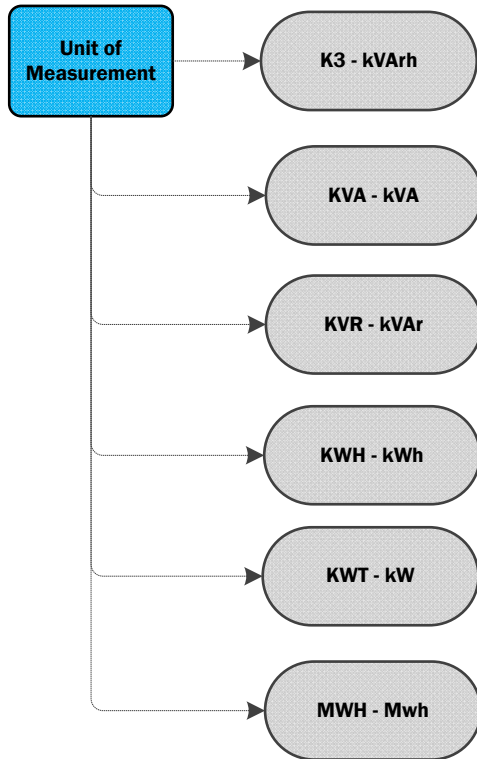 Unit of
Measurement
K3 - kVArh
KVA - kVA
KVR - kVAr
KWH - kWh
KWT - kW
MWH - Mwh